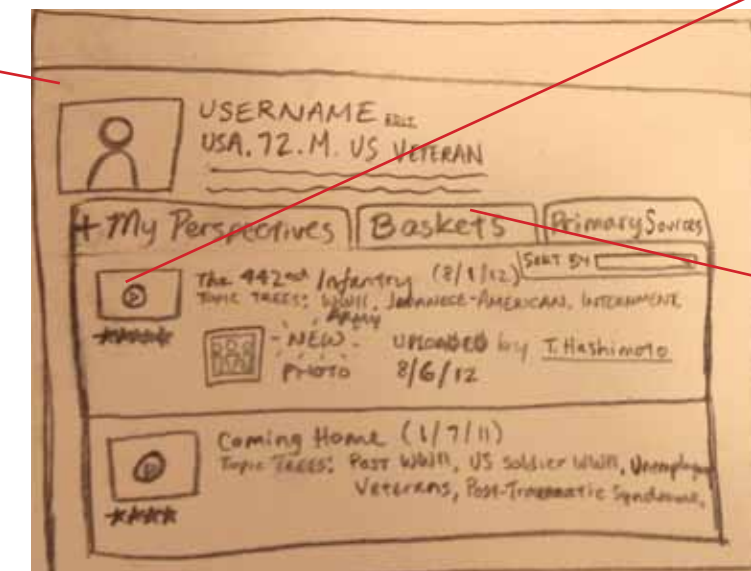 USERNAME EDIT
USA. 72. M. US VETERAN
+ My Perspectives
Baskets
Primary Sources
SORT BY
The 442nd Infantry (8/1/12)
TOPIC TREES: WWII, JAPANESE-AMERICAN, INTERNMENT,
ARMY
NEW
PHOTO
UPLOADED by T. Hashimoto
8/6/12
Coming Home (1/7/11)
TOPIC TREES: Post WWII, US Soldier WWII,
Veterans, Post-Traumatic Syndrome,